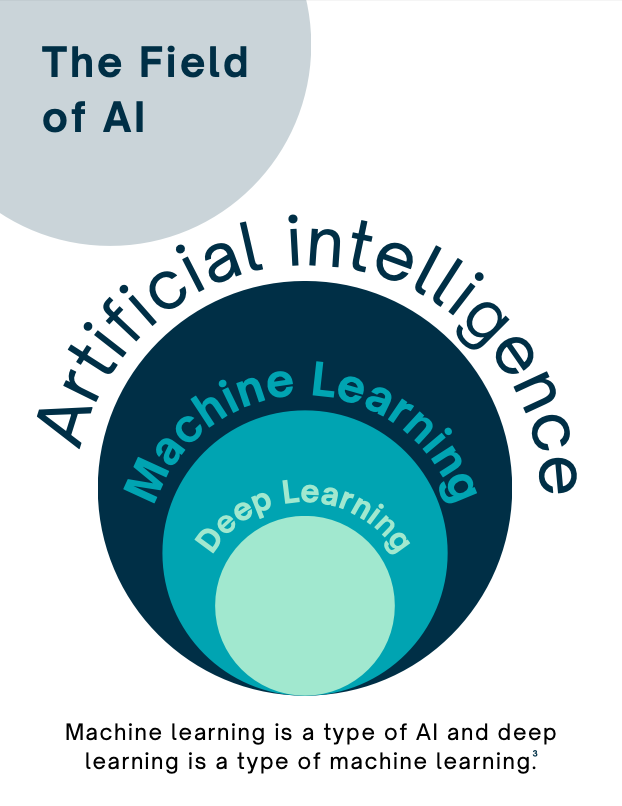 The Field
of AI
Artificial intelligence
Machine Learning
Deep Learning
Machine learning is a type of AI and deep
learning is a type of machine learning.³